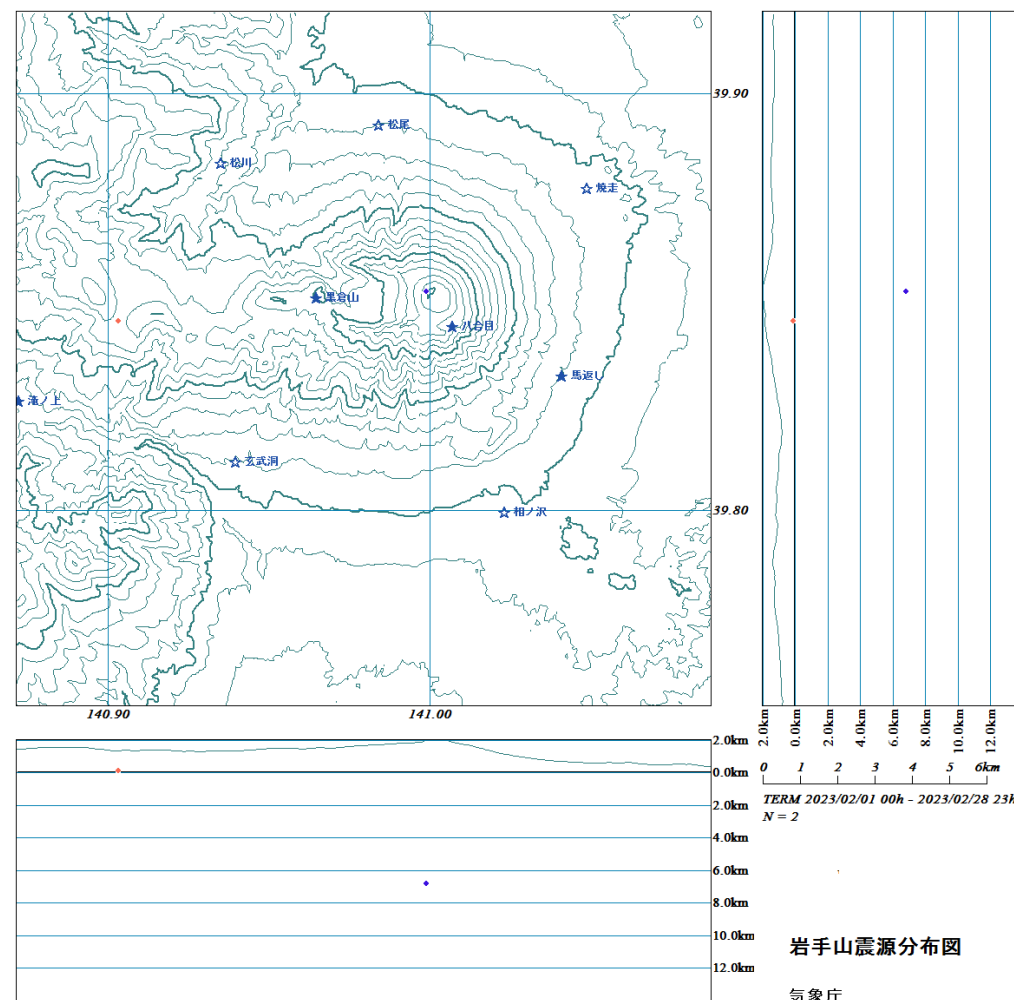 39.90
松尾
松川
焼走
黒倉山
八合目
馬返し
滝ノ上
玄武洞
相ノ沢
39.80
140.90
141.00
2.0km
0.0km
2.0km
4.0km
6.0km
8.0km
10.0km
12.0km
2.0km
0.0km
2.0km
4.0km
6.0km
8.0km
10.0km
12.0km
0 1 2 3 4 5 6km
TERM 2023/02/01 00h - 2023/02/28 23h
N = 2
岩手山震源分布図
気象庁